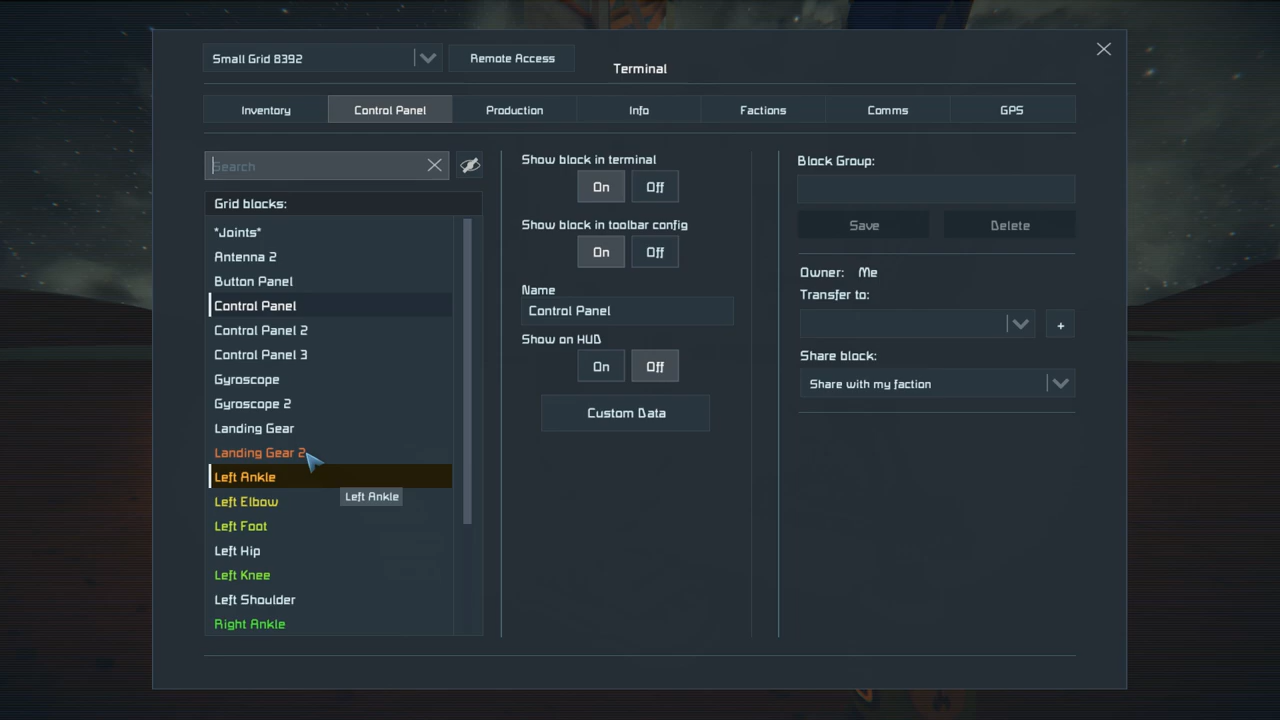 Small Grid 8392
Remote Access
Terminal
Inventory
Control Panel
Production
Info
Factions
Comms
GPS
Search
Grid blocks:
*Joints*
Antenna 2
Button Panel
Control Panel
Control Panel 2
Control Panel 3
Gyroscope
Gyroscope 2
Landing Gear
Landing Gear 2
Left Ankle
Left Ankle
Left Elbow
Left Foot
Left Hip
Left Knee
Left Shoulder
Right Ankle
Show block in terminal
On Off
Show block in toolbar config
On Off
Name
Control Panel
Show on HUD
On Off
Custom Data
Block Group:
Save Delete
Owner: Me
Transfer to:
+
Share block:
Share with my faction